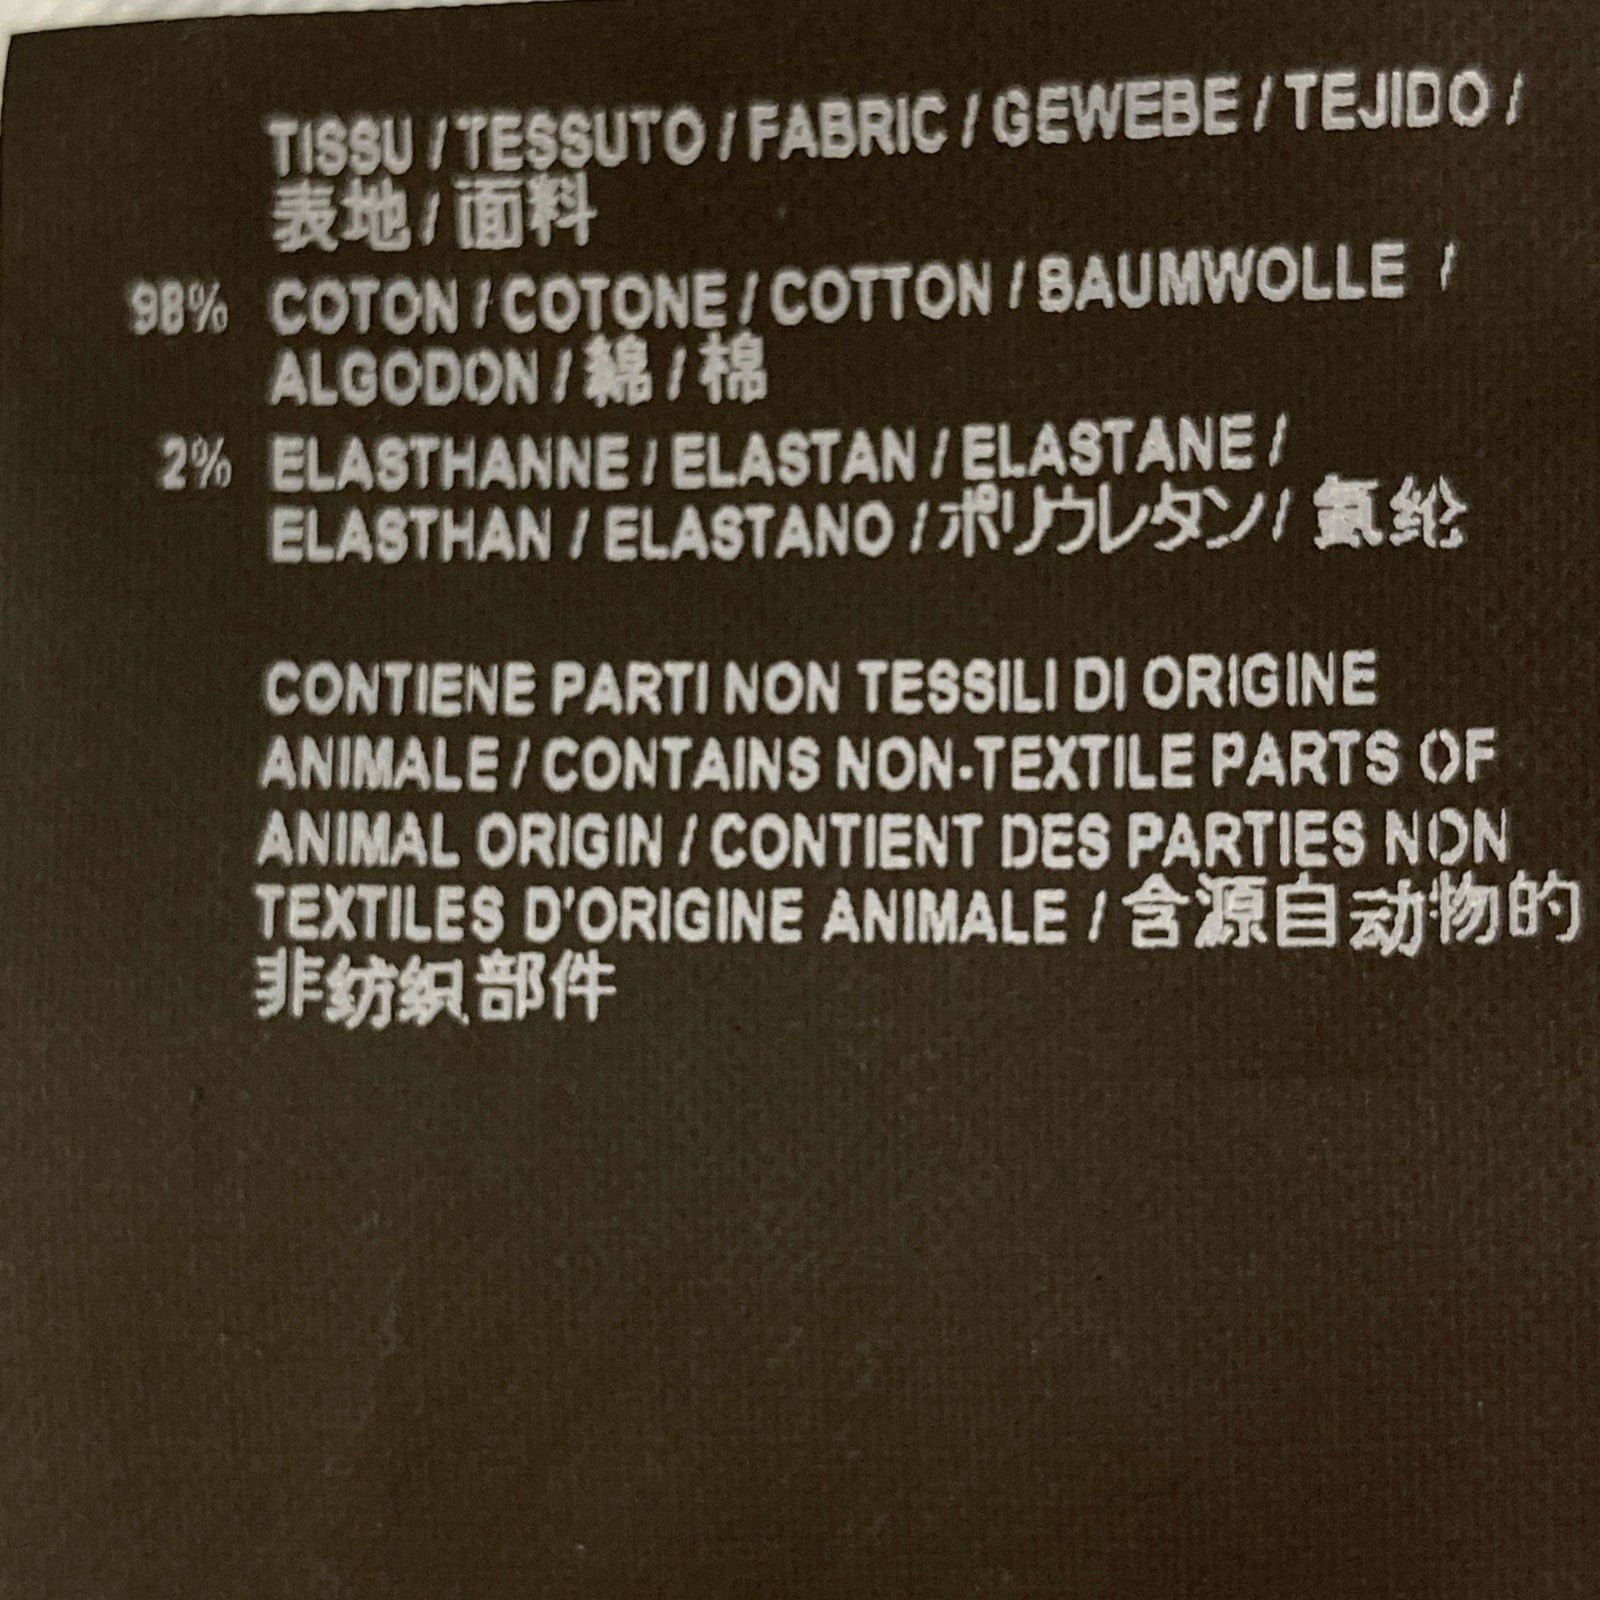 TISSU / TESSUTO / FABRIC / GEWEBE / TEJIDO /
表地 / 面料
98% COTON / COTONE / COTTON / BAUMWOLLE /
ALGODON / 綿 / 棉
2% ELASTHANNE / ELASTAN / ELASTANE /
ELASTHAN / ELASTANO / ポリウレタン / 氨纶
CONTIENE PARTI NON TESSILI DI ORIGINE
ANIMALE / CONTAINS NON-TEXTILE PARTS OF
ANIMAL ORIGIN / CONTIENT DES PARTIES NON
TEXTILES D'ORIGINE ANIMALE / 含源自动物的
非纺织部件